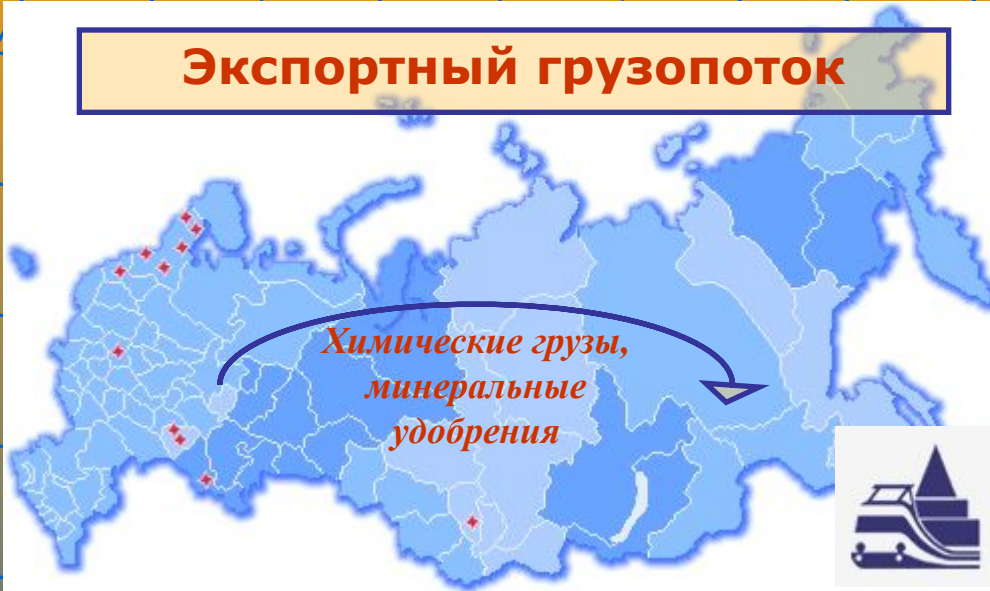 Экспортный грузопоток
Химические грузы,
минеральные
удобрения